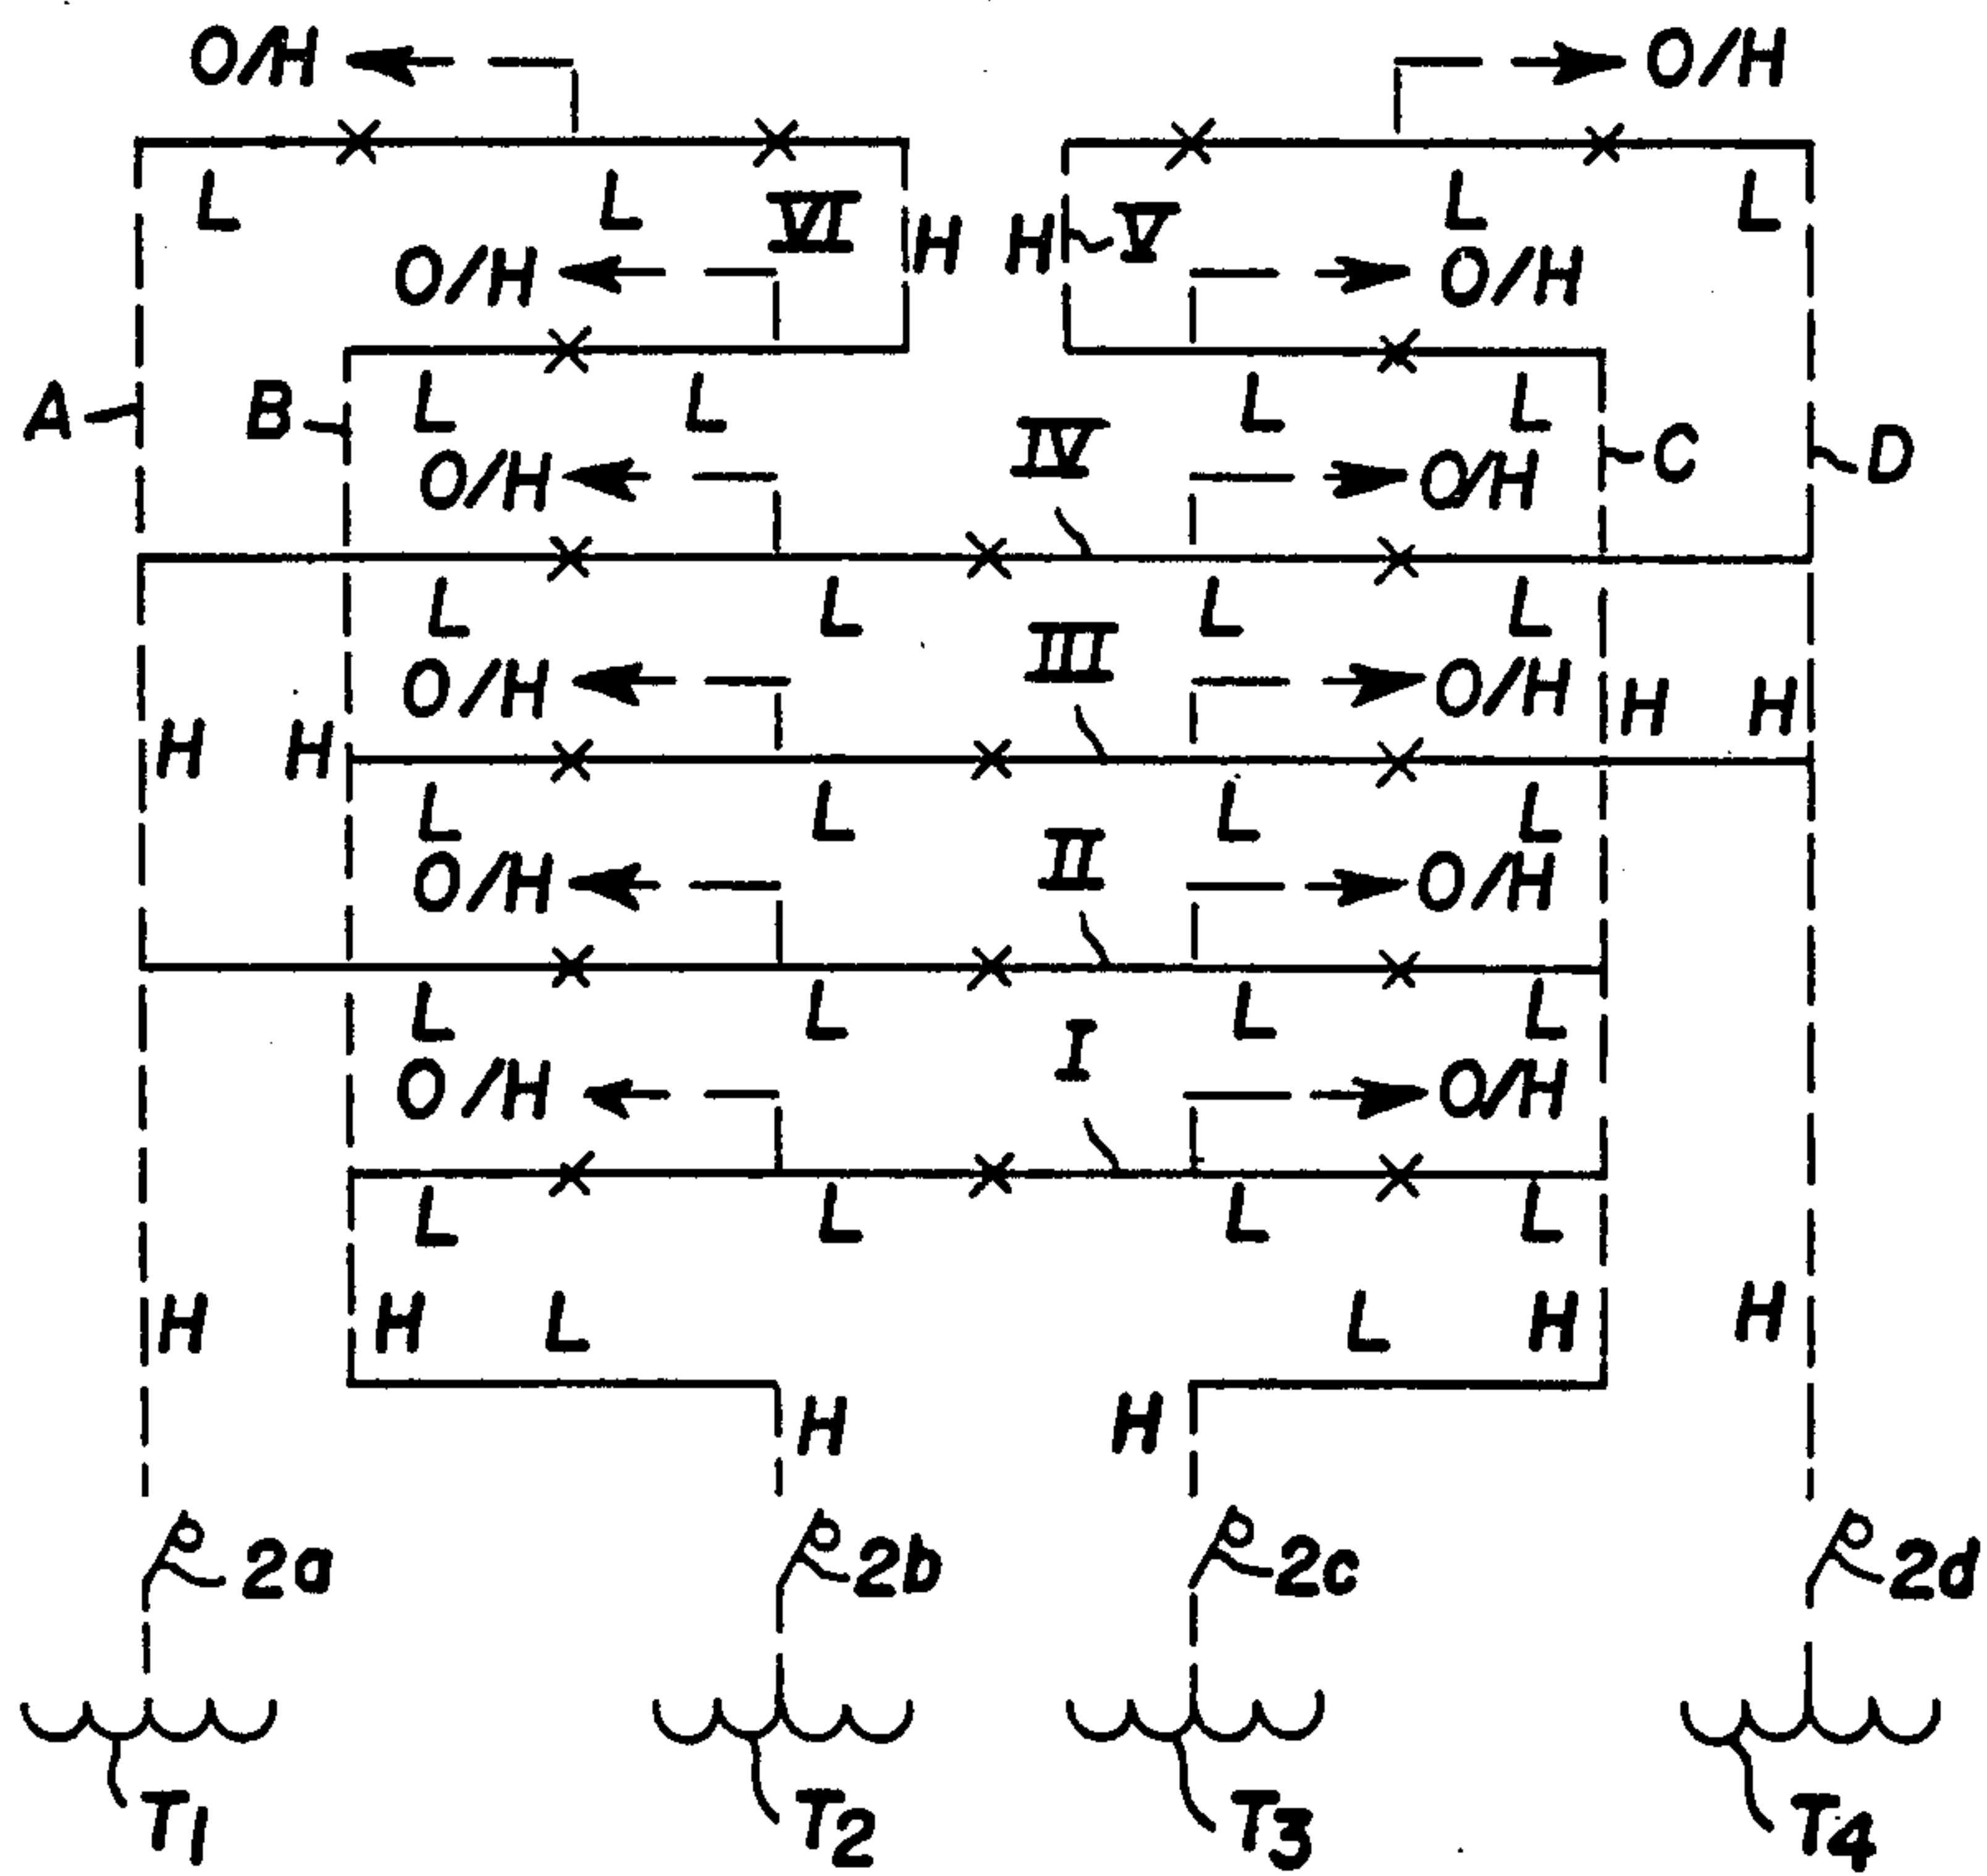 O/H O/H
L L VI H H V L L
O/H O/H
A B L L IV L L C D
O/H O/H
L L III L L
O/H O/H H H
H H
L L II L L
O/H O/H
L L I L L
O/H O/H
L L L L
H H L L H H
H H
2a 2b 2c 2d
T1 T2 T3 T4